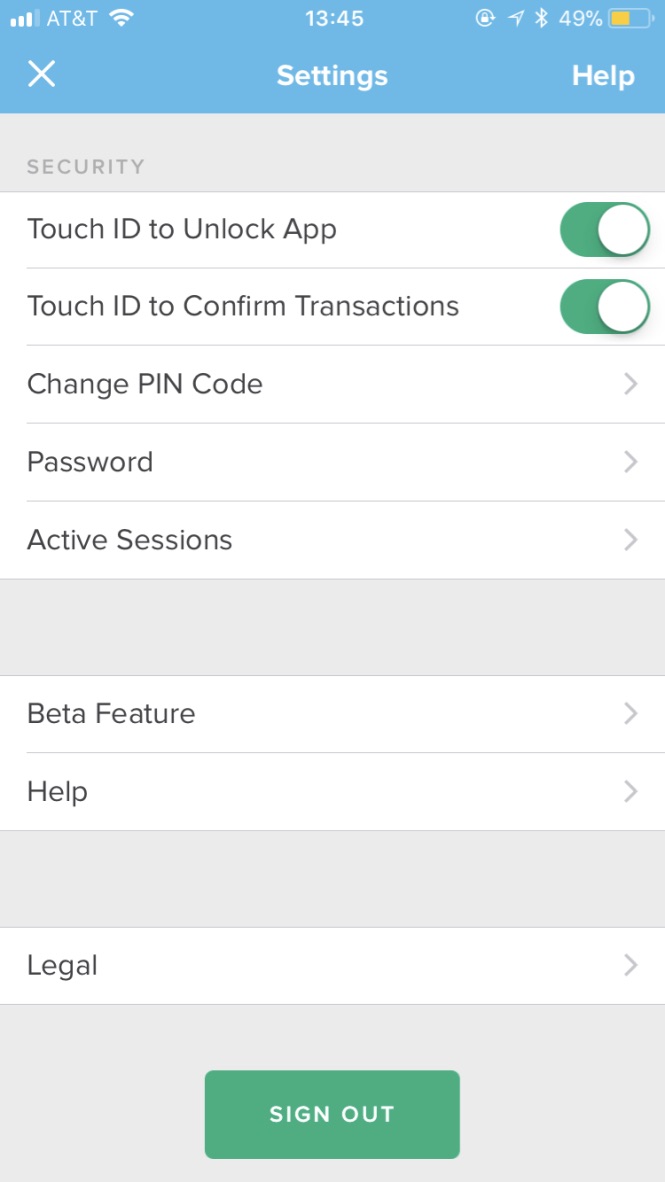 AT&T 13:45 49%
Settings Help
SECURITY
Touch ID to Unlock App
Touch ID to Confirm Transactions
Change PIN Code
Password
Active Sessions
Beta Feature
Help
Legal
SIGN OUT